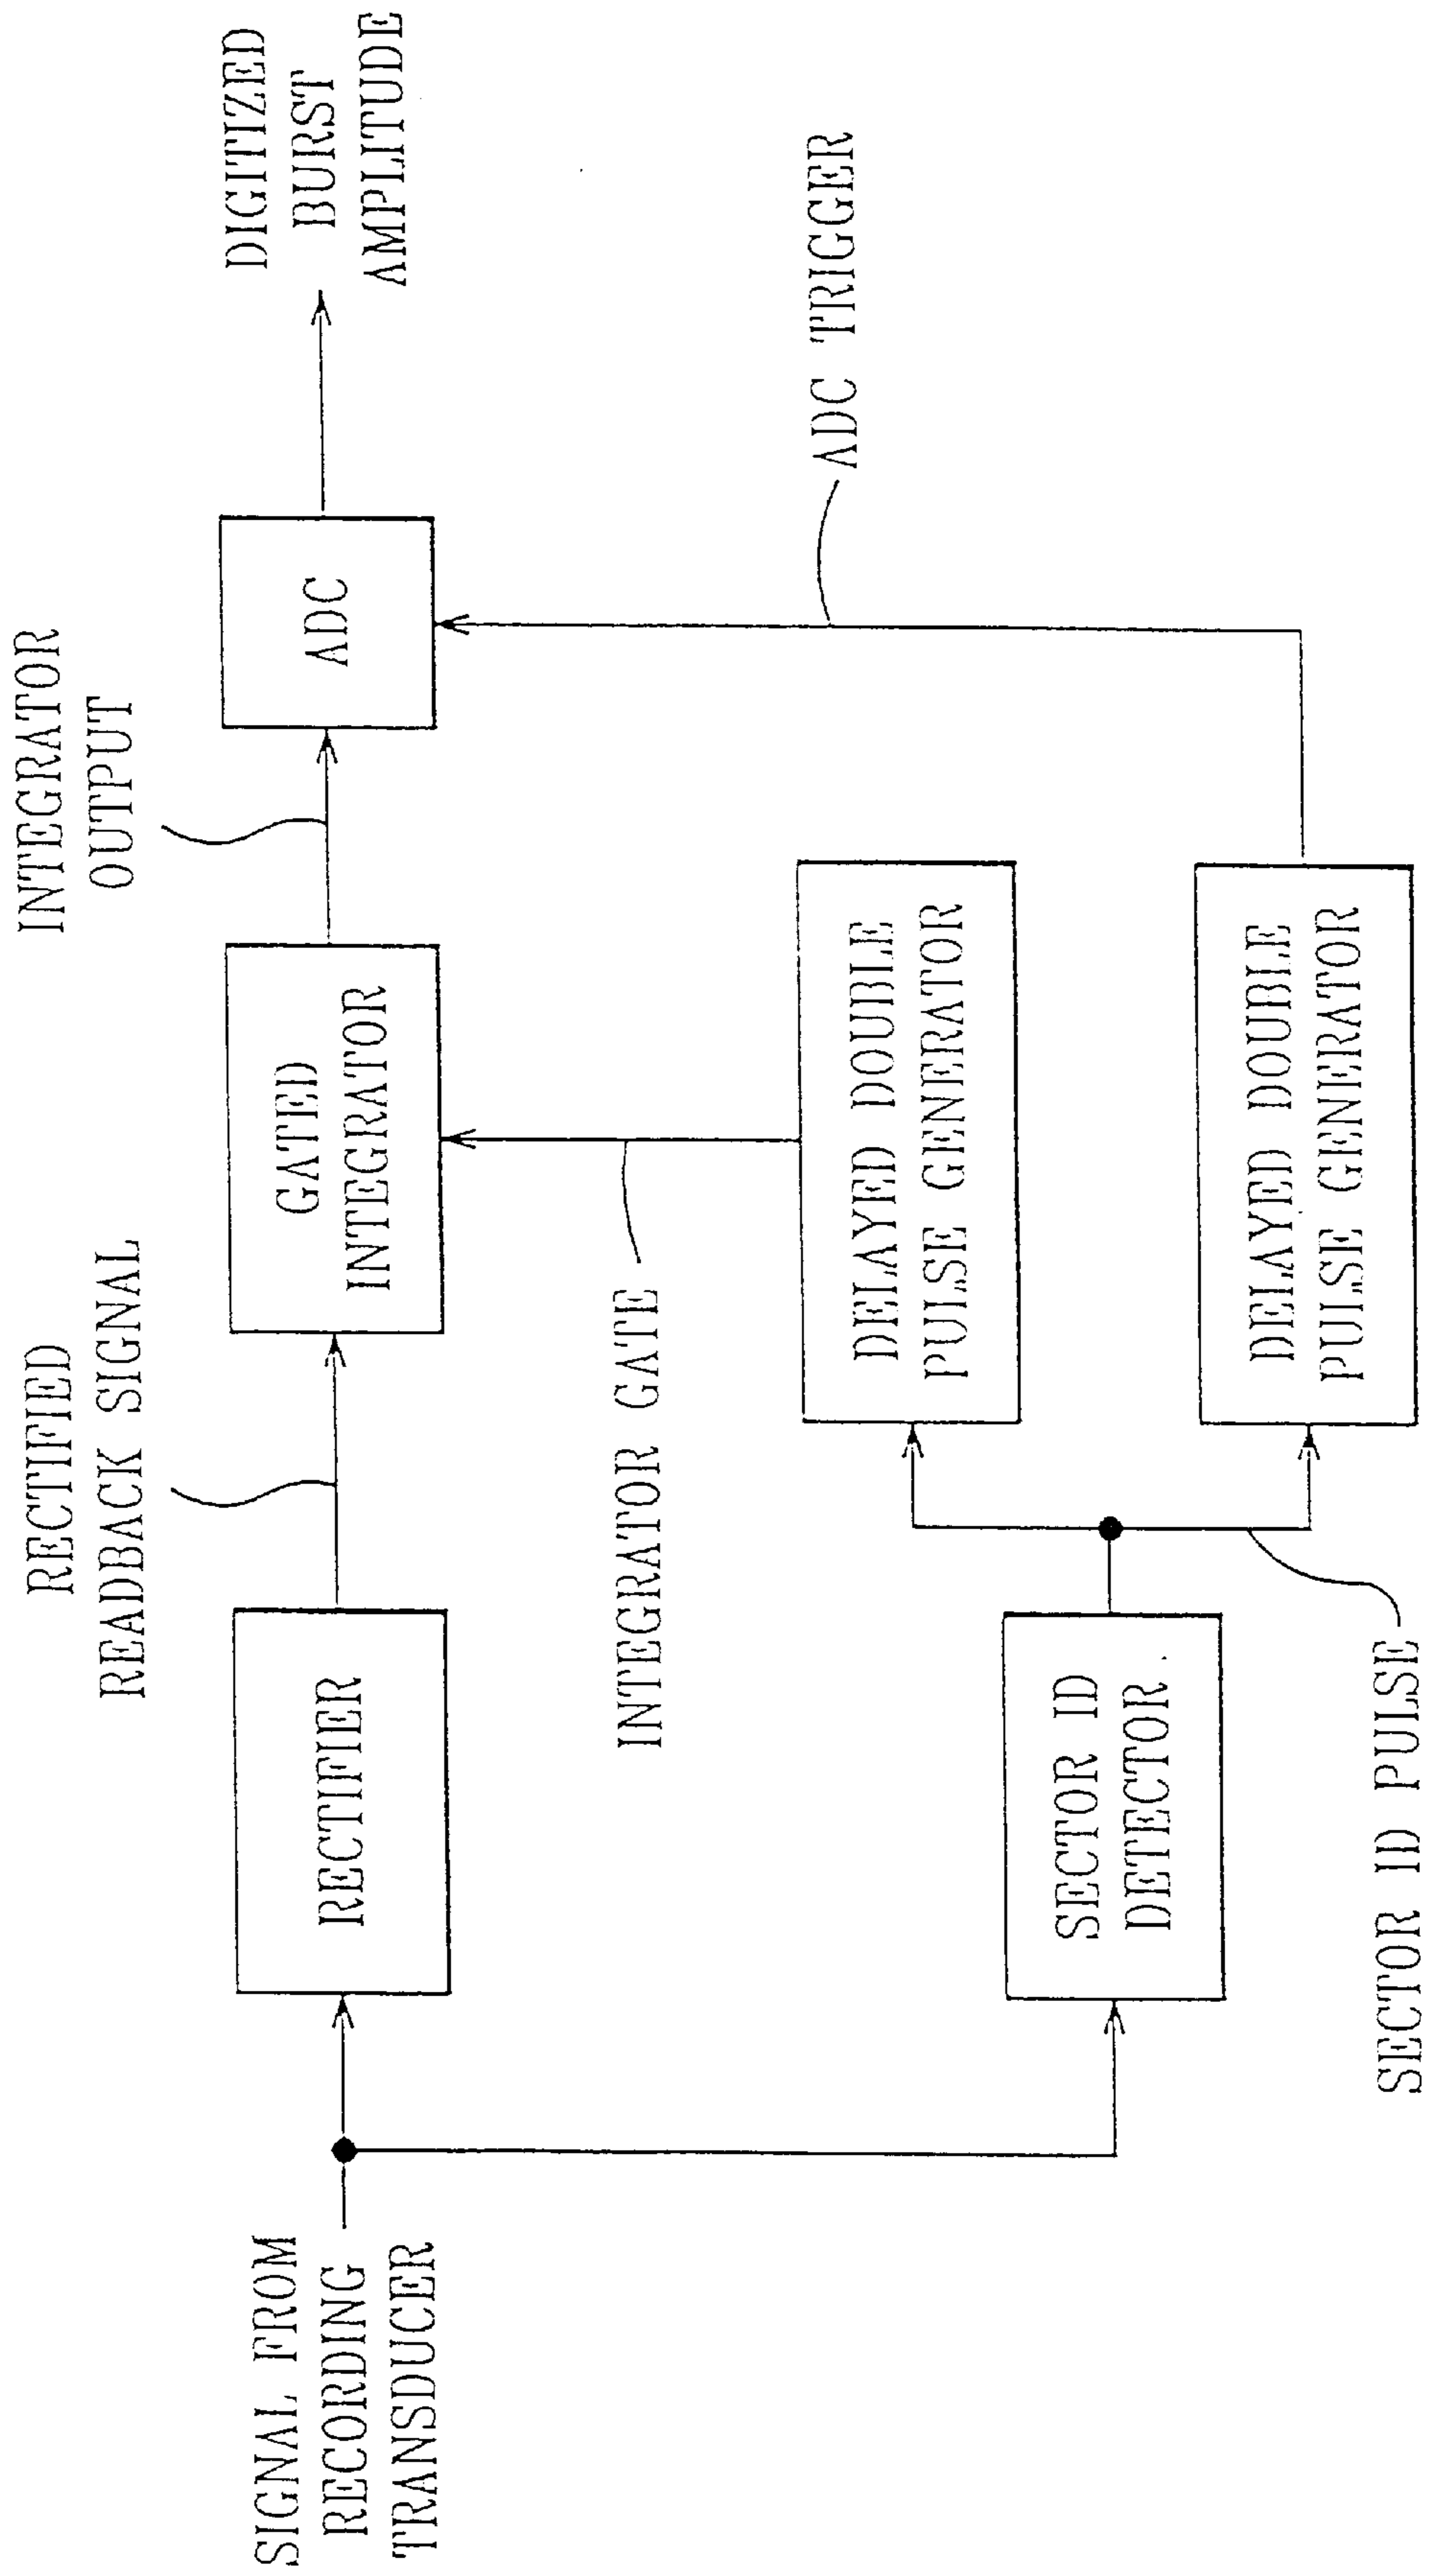 RECTIFIED
READBACK SIGNAL
INTEGRATOR
OUTPUT
SIGNAL FROM
RECORDING
TRANSDUCER
RECTIFIER
GATED
INTEGRATOR
ADC
DIGITIZED
BURST
AMPLITUDE
INTEGRATOR GATE
ADC TRIGGER
DELAYED DOUBLE
PULSE GENERATOR
SECTOR ID
DETECTOR
DELAYED DOUBLE
PULSE GENERATOR
SECTOR ID PULSE